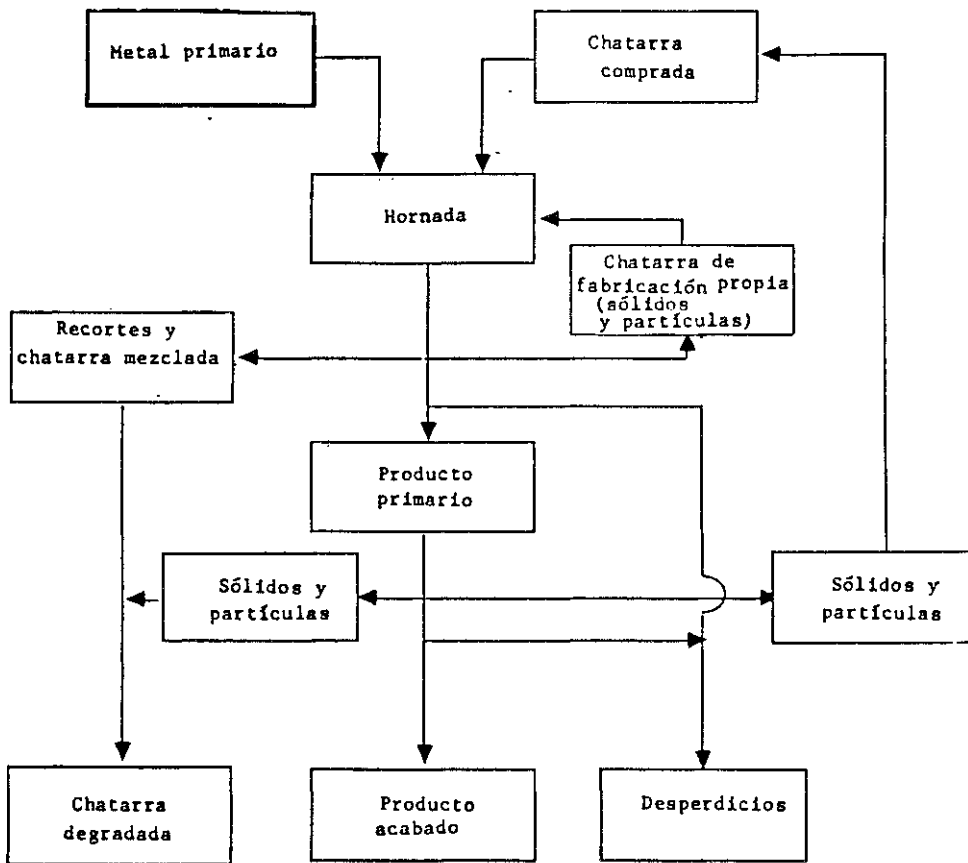 Metal primario
Chatarra
comprada
Hornada
Chatarra de
fabricación propia
(sólidos
y partículas)
Recortes y
chatarra mezclada
Producto
primario
Sólidos y
partículas
Sólidos y
partículas
Chatarra
degradada
Producto
acabado
Desperdicios